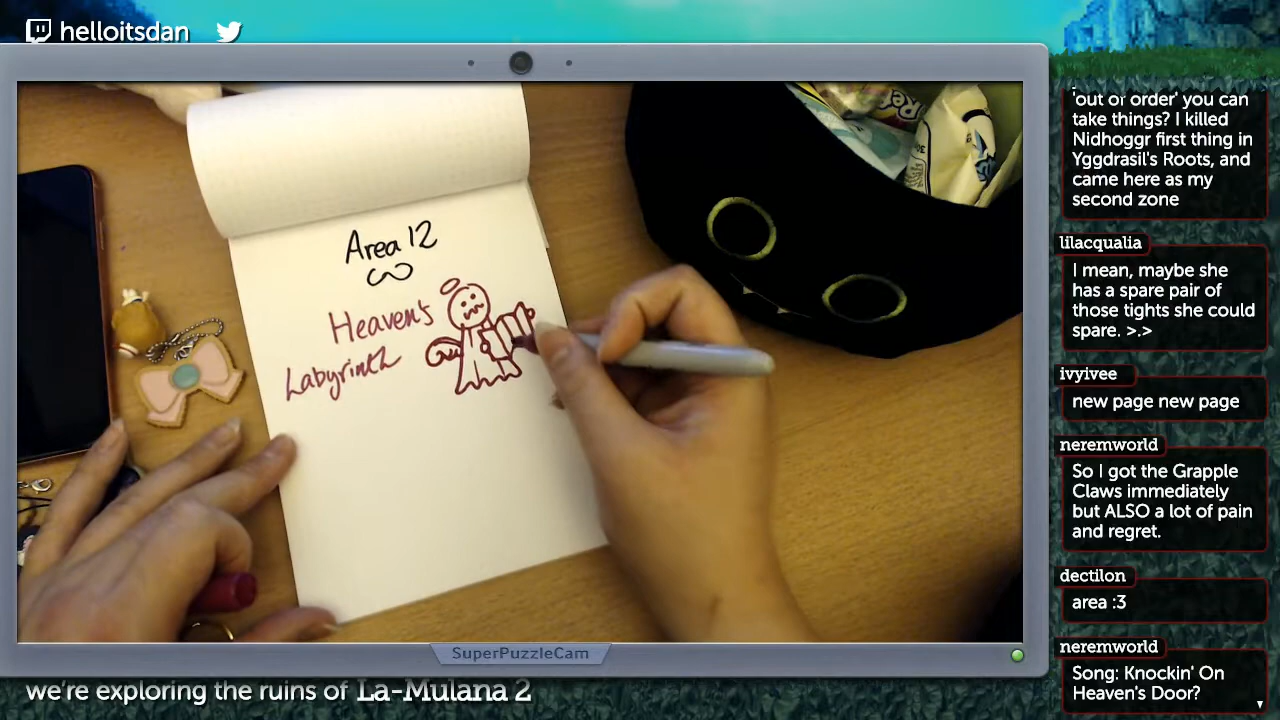 helloitsdan
Area 12
Heaven's
Labyrinth
SuperPuzzleCam
we're exploring the ruins of La-Mulana 2
'out of order' you can
take things? I killed
Nidhoggr first thing in
Yggdrasil's Roots, and
came here as my
second zone
lilacqualia
I mean, maybe she
has a spare pair of
those tights she could
spare. >.>
ivyivee
new page new page
neremworld
So I got the Grapple
Claws immediately
but ALSO a lot of pain
and regret.
dectilon
area :3
neremworld
Song: Knockin' On
Heaven's Door?